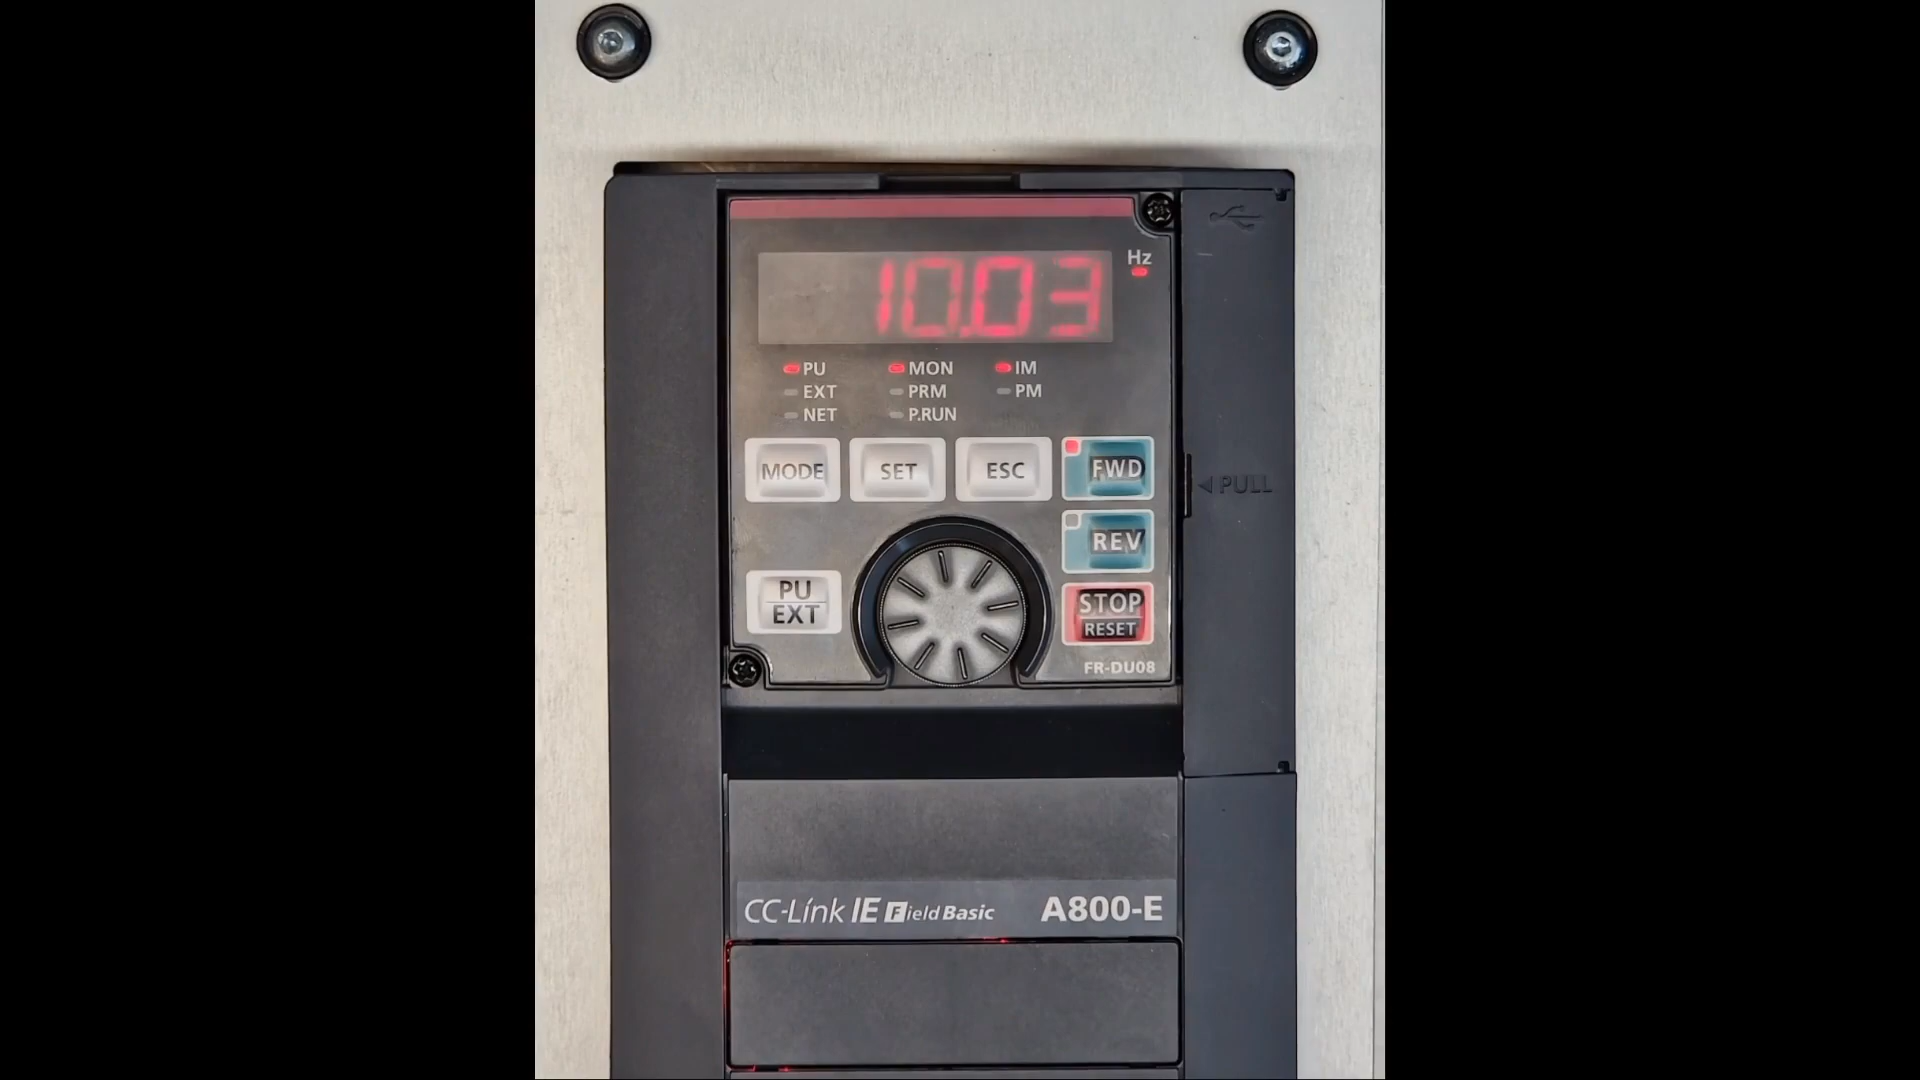 Hz
10.03
PU MON IM
EXT PRM PM
NET P.RUN
MODE SET ESC FWD
PULL
REV
PU
EXT
STOP
RESET
FR-DU08
CC-Link IE Field Basic A800-E